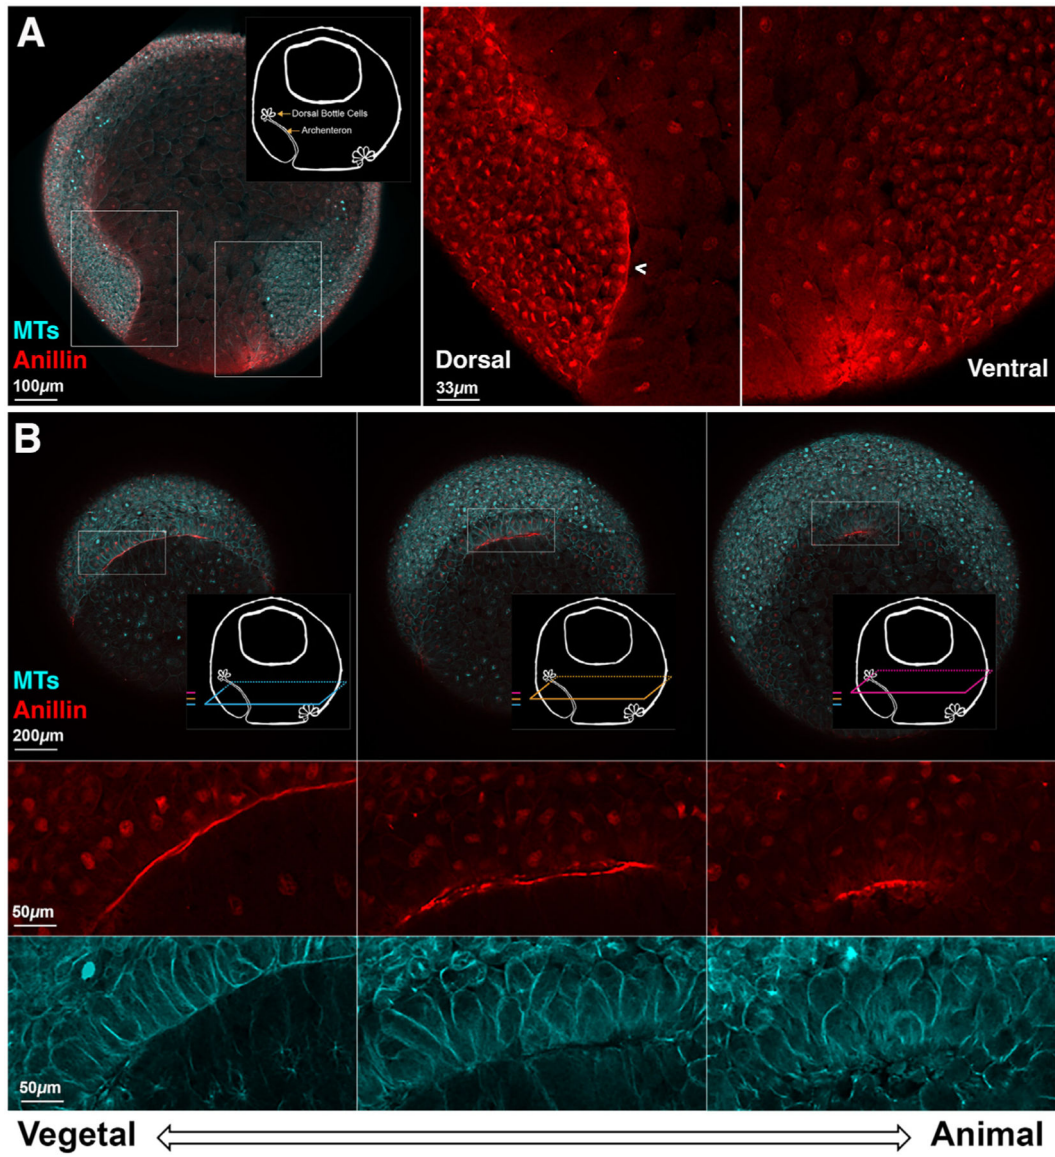 A
Dorsal Bottle Cells
Archenteron
MTs
Anillin
100µm
Dorsal
33µm
Ventral
<
B
MTs
Anillin
200µm
50µm
50µm
Vegetal
Animal